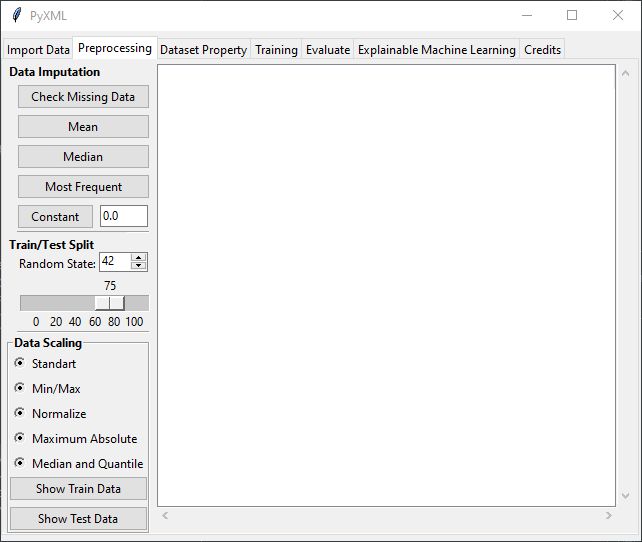 PyXML
Import Data Preprocessing Dataset Property Training Evaluate Explainable Machine Learning Credits
Data Imputation
Check Missing Data
Mean
Median
Most Frequent
Constant 0.0
Train/Test Split
Random State: 42
75
0 20 40 60 80 100
Data Scaling
Standart
Min/Max
Normalize
Maximum Absolute
Median and Quantile
Show Train Data
Show Test Data